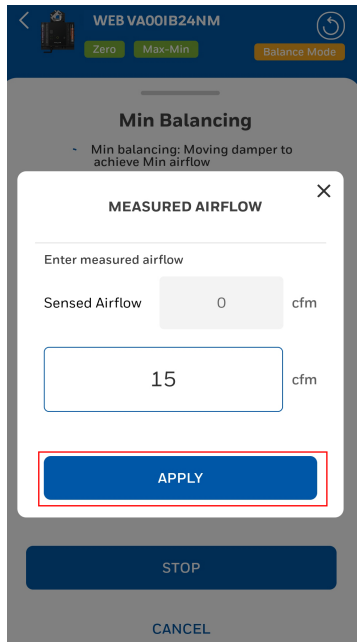 WEB VA00IB24NM
Zero Max-Min Balance Mode
Min Balancing
- Min balancing: Moving damper to
achieve Min airflow
MEASURED AIRFLOW
Enter measured airflow
Sensed Airflow 0 cfm
15 cfm
APPLY
STOP
CANCEL